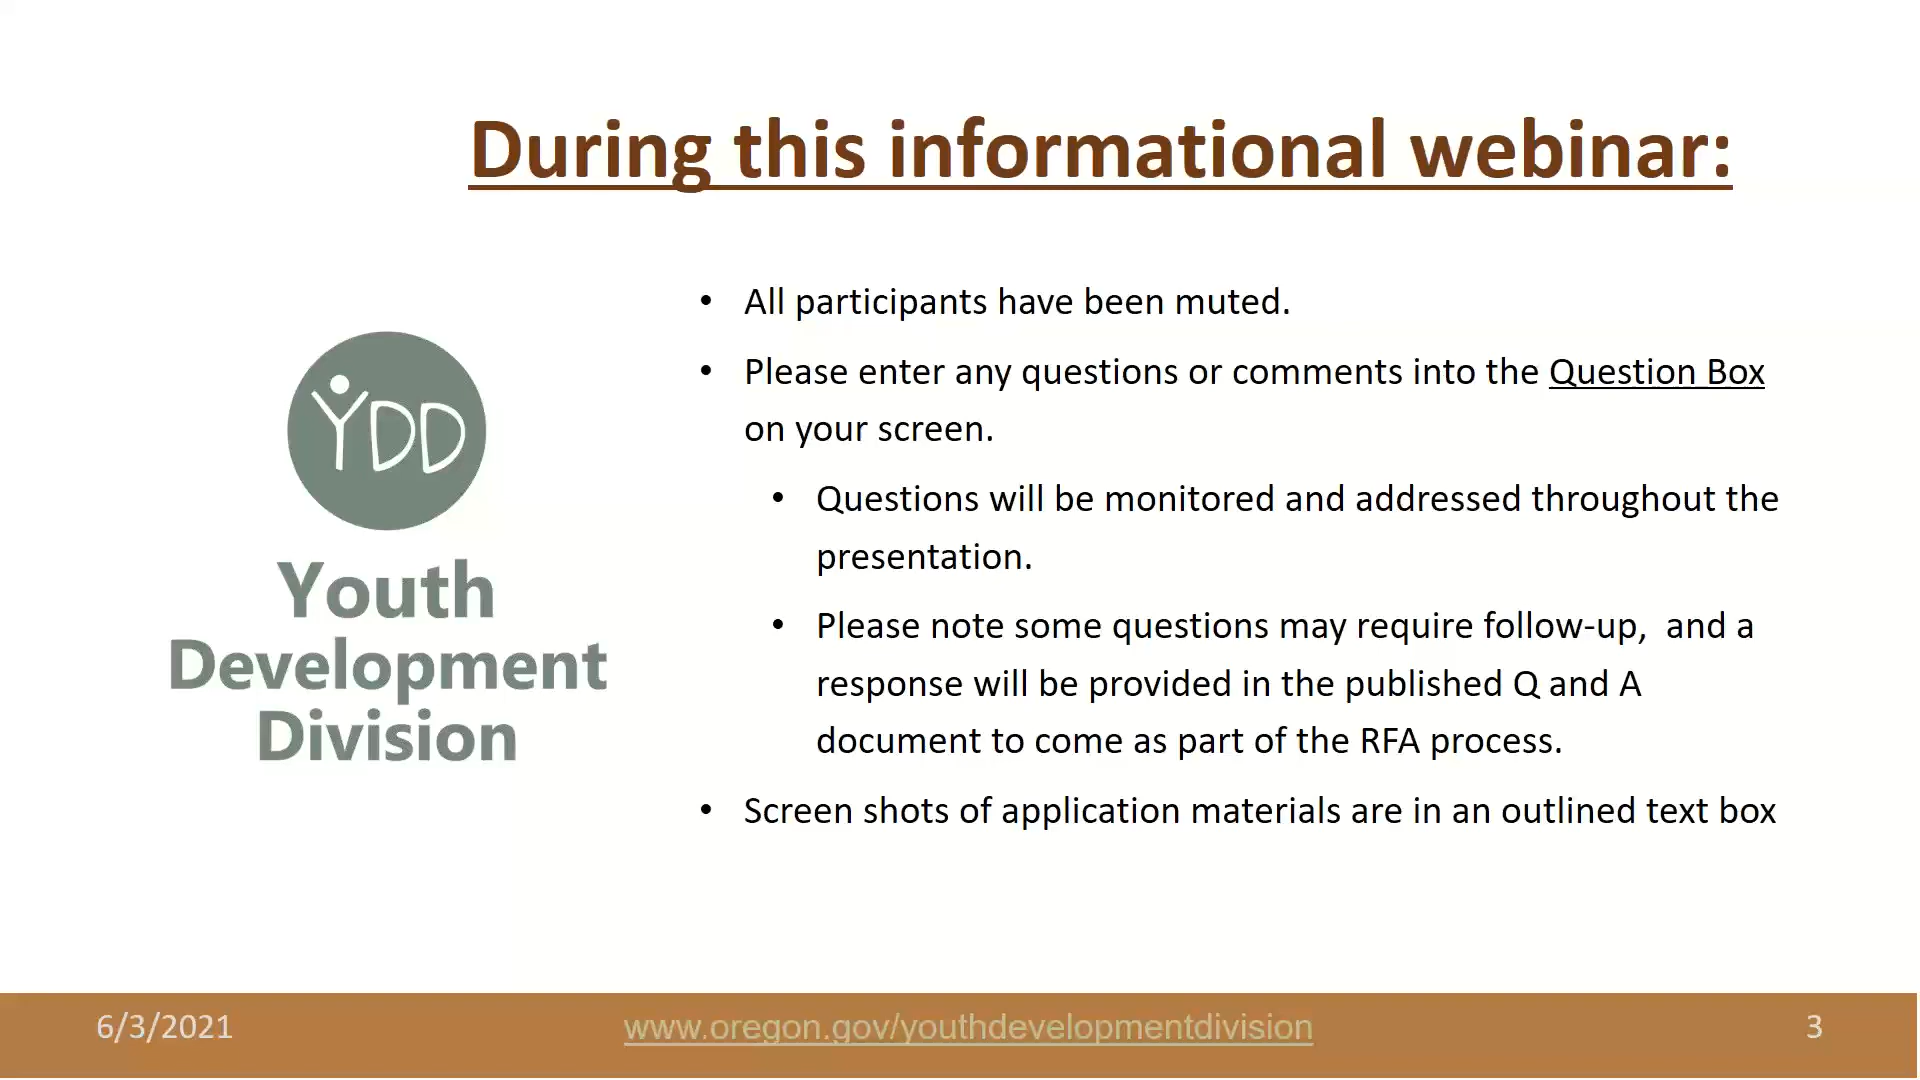 During this informational webinar:
YDD
Youth
Development
Division
• All participants have been muted.
• Please enter any questions or comments into the Question Box
on your screen.
• Questions will be monitored and addressed throughout the
presentation.
• Please note some questions may require follow-up,  and a
response will be provided in the published Q and A
document to come as part of the RFA process.
• Screen shots of application materials are in an outlined text box
6/3/2021
www.oregon.gov/youthdevelopmentdivision
3